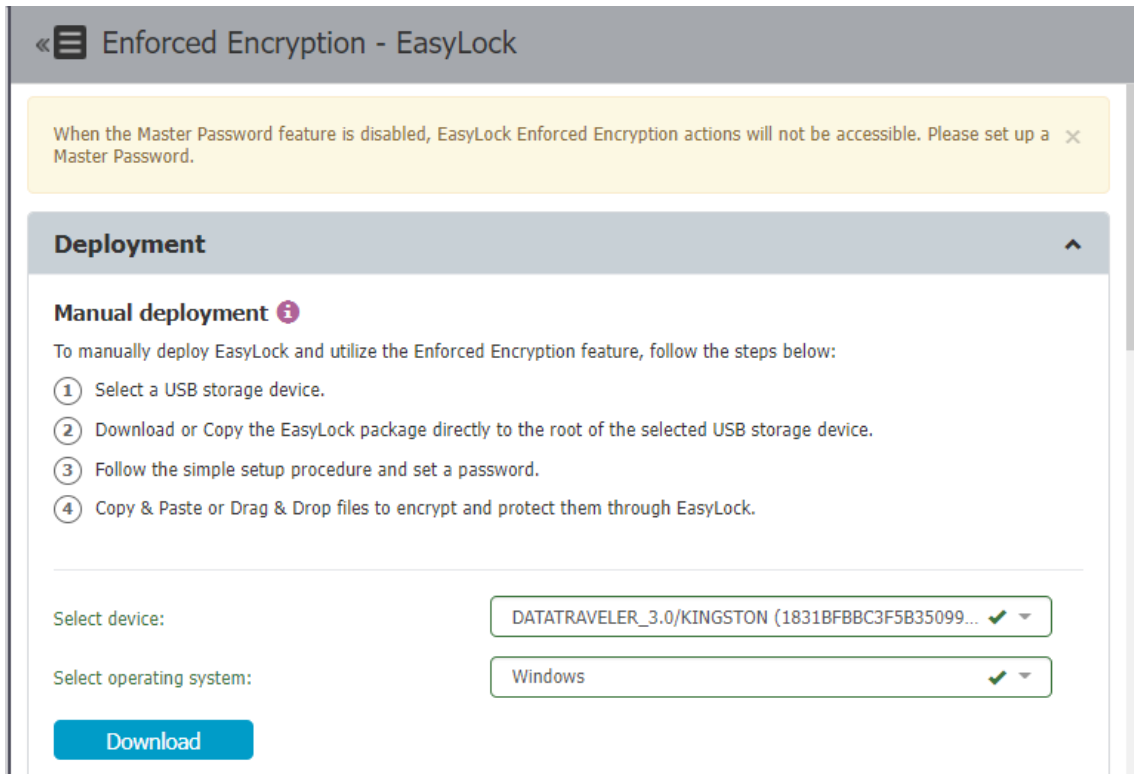 Enforced Encryption - EasyLock
When the Master Password feature is disabled, EasyLock Enforced Encryption actions will not be accessible. Please set up a
Master Password.
Deployment
Manual deployment
To manually deploy EasyLock and utilize the Enforced Encryption feature, follow the steps below:
1 Select a USB storage device.
2 Download or Copy the EasyLock package directly to the root of the selected USB storage device.
3 Follow the simple setup procedure and set a password.
4 Copy & Paste or Drag & Drop files to encrypt and protect them through EasyLock.
Select device: DATATRAVELER_3.0/KINGSTON (1831BFBBC3F5B35099...
Select operating system: Windows
Download